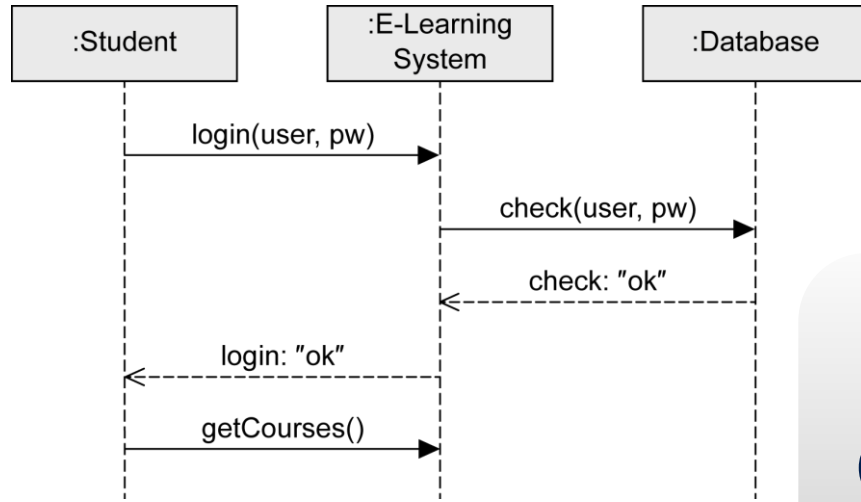 :Student
:E-Learning
System
:Database
login(user, pw)
check(user, pw)
check: "ok"
login: "ok"
getCourses()